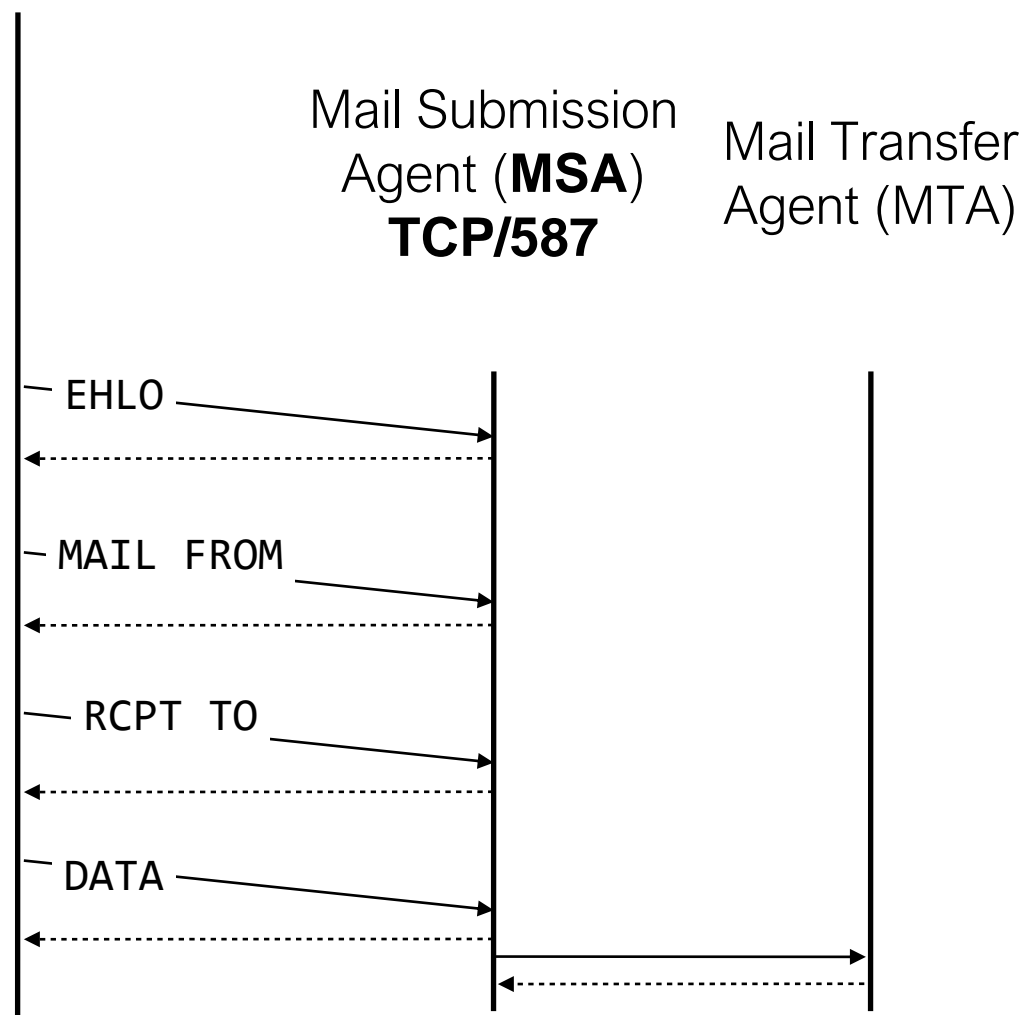 Mail Submission
Agent (MSA)
TCP/587
Mail Transfer
Agent (MTA)
EHLO
MAIL FROM
RCPT TO
DATA